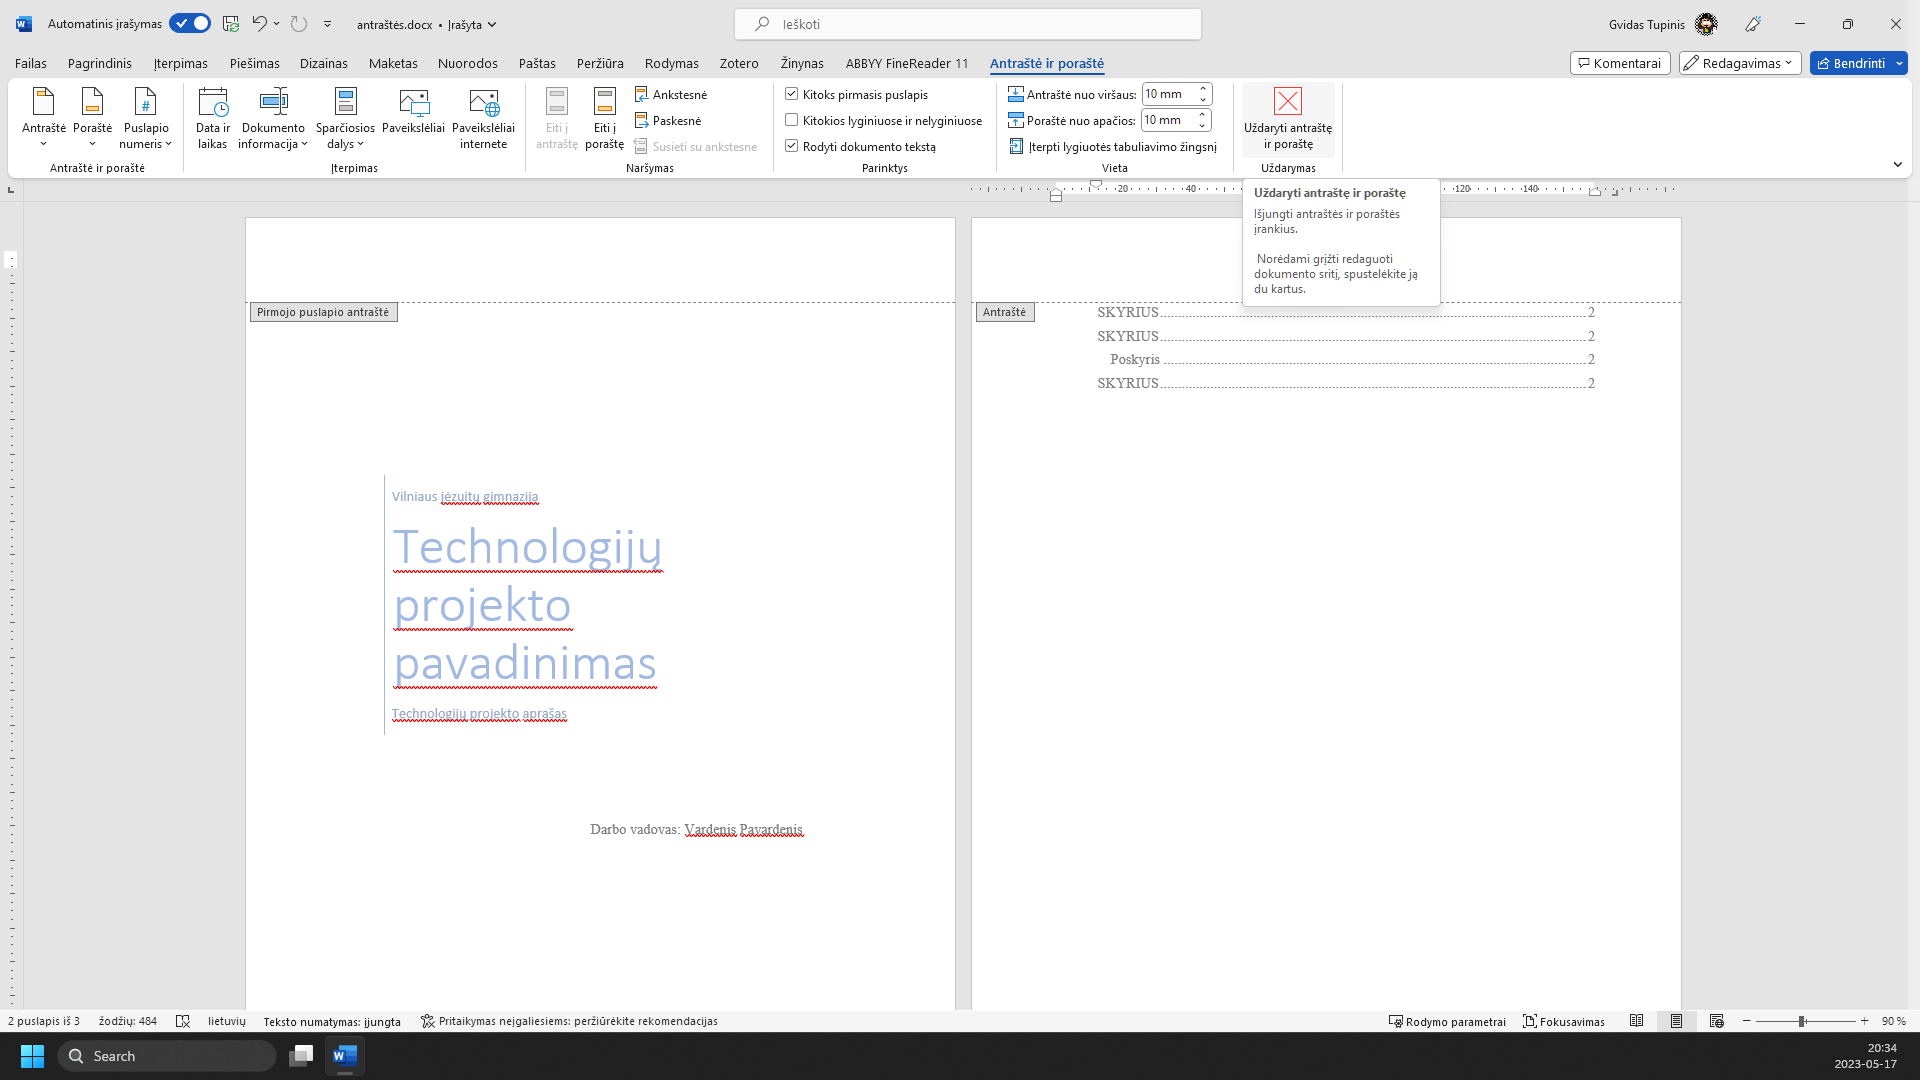 Automatinis įrašymas
antraštės.docx • Įrašyta
Ieškoti
Gvidas Tupinis
Failas Pagrindinis Įterpimas Piešimas Dizainas Maketas Nuorodos Paštas Peržiūra Rodymas Zotero Žinynas ABBYY FineReader 11 Antraštė ir poraštė
Komentarai
Redagavimas
Bendrinti
Antraštė
Poraštė
Puslapio numeris
Antraštė ir poraštė
Data ir laikas
Dokumento informacija
Sparčiosios dalys
Paveikslėliai
Paveikslėliai internete
Įterpimas
Eiti į antraštę
Eiti į poraštę
Ankstesnė
Paskesnė
Susieti su ankstesne
Naršymas
Kitoks pirmasis puslapis
Kitokios lyginiuose ir nelyginiuose
Rodyti dokumento tekstą
Parinktys
Antraštė nuo viršaus: 10 mm
Poraštė nuo apačios: 10 mm
Įterpti lygiuotės tabuliavimo žingsnį
Vieta
Uždaryti antraštę ir poraštę
Uždarymas
20 40 120 140
Uždaryti antraštę ir poraštę
Išjungti antraštės ir poraštės
įrankius.
Norėdami grįžti redaguoti
dokumento sritį, spustelėkite ją
du kartus.
Pirmojo puslapio antraštė
Vilniaus jėzuitų gimnazija
Technologijų
projekto
pavadinimas
Technologijų projekto aprašas
Darbo vadovas: Vardenis Pavardenis
Antraštė
SKYRIUS 2
SKYRIUS 2
Poskyris 2
SKYRIUS 2
2 puslapis iš 3 žodžių: 484 lietuvių Teksto numatymas: įjungta Pritaikymas neįgaliesiems: peržiūrėkite rekomendacijas
Rodymo parametrai Fokusavimas 90 %
Search
20:34
2023-05-17